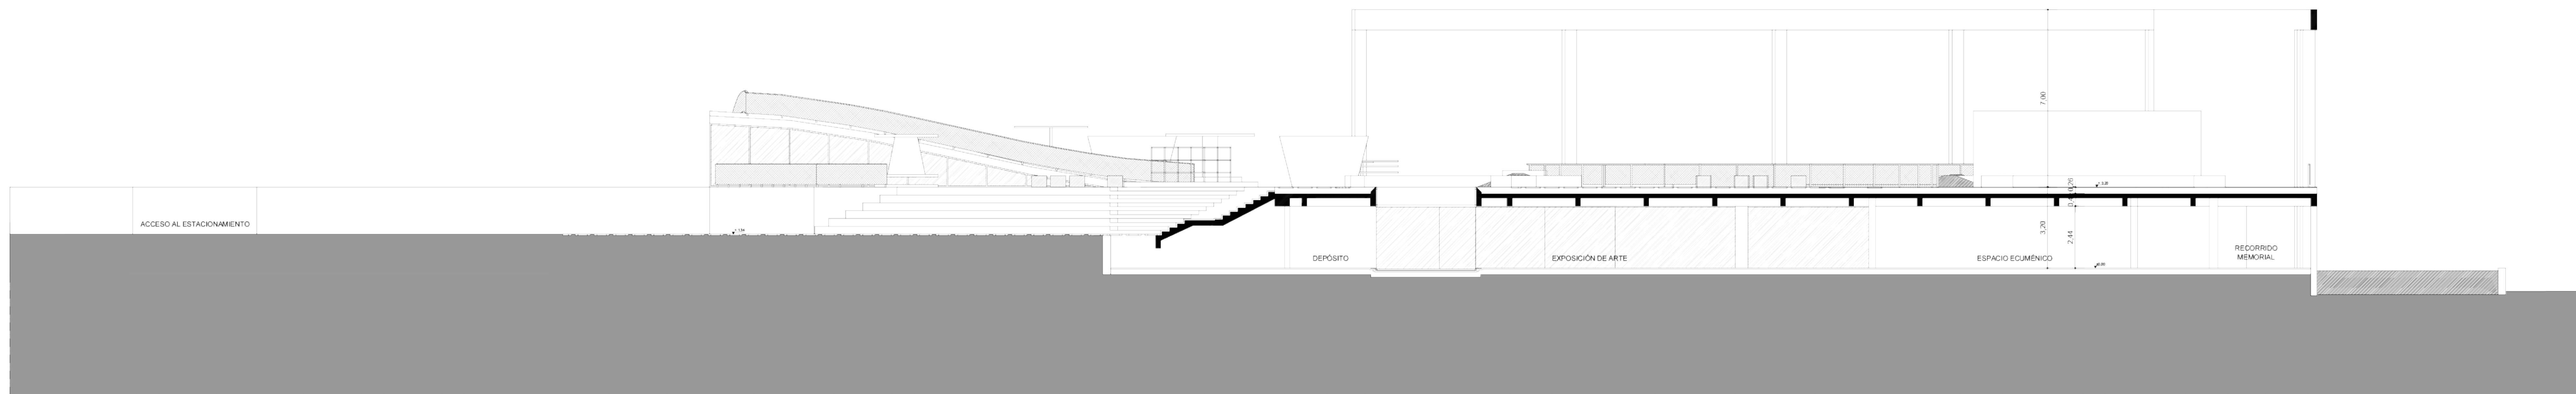 7,00
3,20
2,44
ACCESO AL ESTACIONAMIENTO
DEPÓSITO
EXPOSICIÓN DE ARTE
ESPACIO ECUMÉNICO
RECORRIDO
MEMORIAL